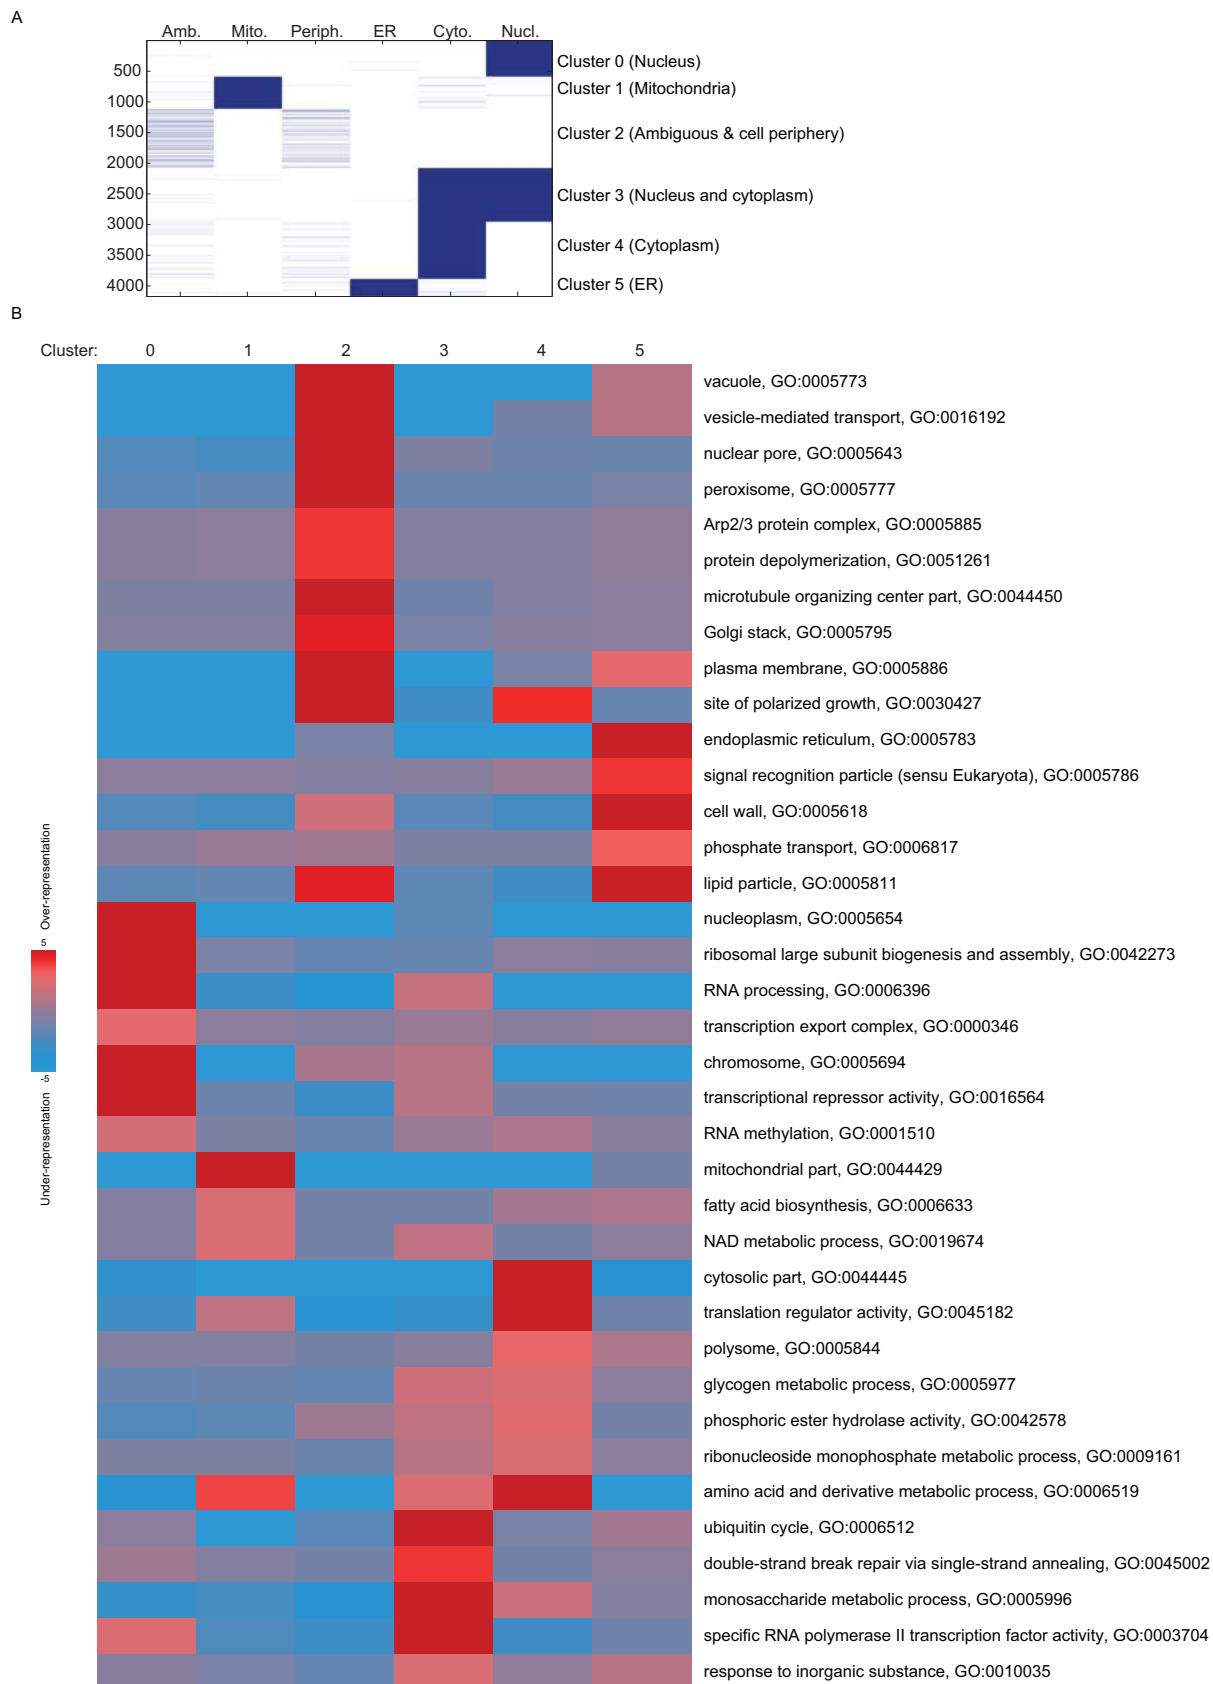 A
Amb. Mito. Periph. ER Cyto. Nucl.
500
1000
1500
2000
2500
3000
3500
4000
Cluster 0 (Nucleus)
Cluster 1 (Mitochondria)
Cluster 2 (Ambiguous & cell periphery)
Cluster 3 (Nucleus and cytoplasm)
Cluster 4 (Cytoplasm)
Cluster 5 (ER)
B
Cluster: 0 1 2 3 4 5
vacuole, GO:0005773
vesicle-mediated transport, GO:0016192
nuclear pore, GO:0005643
peroxisome, GO:0005777
Arp2/3 protein complex, GO:0005885
protein depolymerization, GO:0051261
microtubule organizing center part, GO:0044450
Golgi stack, GO:0005795
plasma membrane, GO:0005886
site of polarized growth, GO:0030427
endoplasmic reticulum, GO:0005783
signal recognition particle (sensu Eukaryota), GO:0005786
cell wall, GO:0005618
phosphate transport, GO:0006817
lipid particle, GO:0005811
nucleoplasm, GO:0005654
ribosomal large subunit biogenesis and assembly, GO:0042273
RNA processing, GO:0006396
transcription export complex, GO:0000346
chromosome, GO:0005694
transcriptional repressor activity, GO:0016564
RNA methylation, GO:0001510
mitochondrial part, GO:0044429
fatty acid biosynthesis, GO:0006633
NAD metabolic process, GO:0019674
cytosolic part, GO:0044445
translation regulator activity, GO:0045182
polysome, GO:0005844
glycogen metabolic process, GO:0005977
phosphoric ester hydrolase activity, GO:0042578
ribonucleoside monophosphate metabolic process, GO:0009161
amino acid and derivative metabolic process, GO:0006519
ubiquitin cycle, GO:0006512
double-strand break repair via single-strand annealing, GO:0045002
monosaccharide metabolic process, GO:0005996
specific RNA polymerase II transcription factor activity, GO:0003704
response to inorganic substance, GO:0010035
Over-representation
5
-5
Under-representation